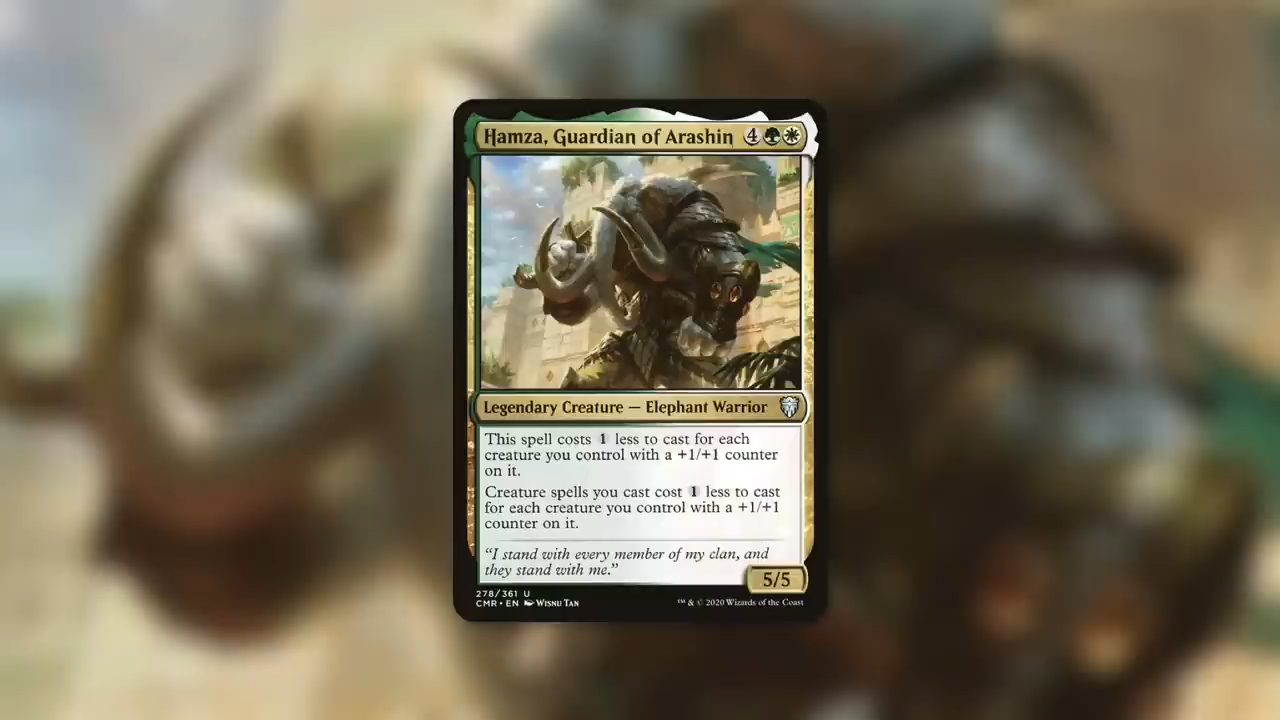 Hamza, Guardian of Arashin 4
Legendary Creature — Elephant Warrior
This spell costs 1 less to cast for each
creature you control with a +1/+1 counter
on it.
Creature spells you cast cost 1 less to cast
for each creature you control with a +1/+1
counter on it.
“I stand with every member of my clan, and
they stand with me.”
5/5
278/361 U
CMR • EN Wisnu Tan
™ & © 2020 Wizards of the Coast